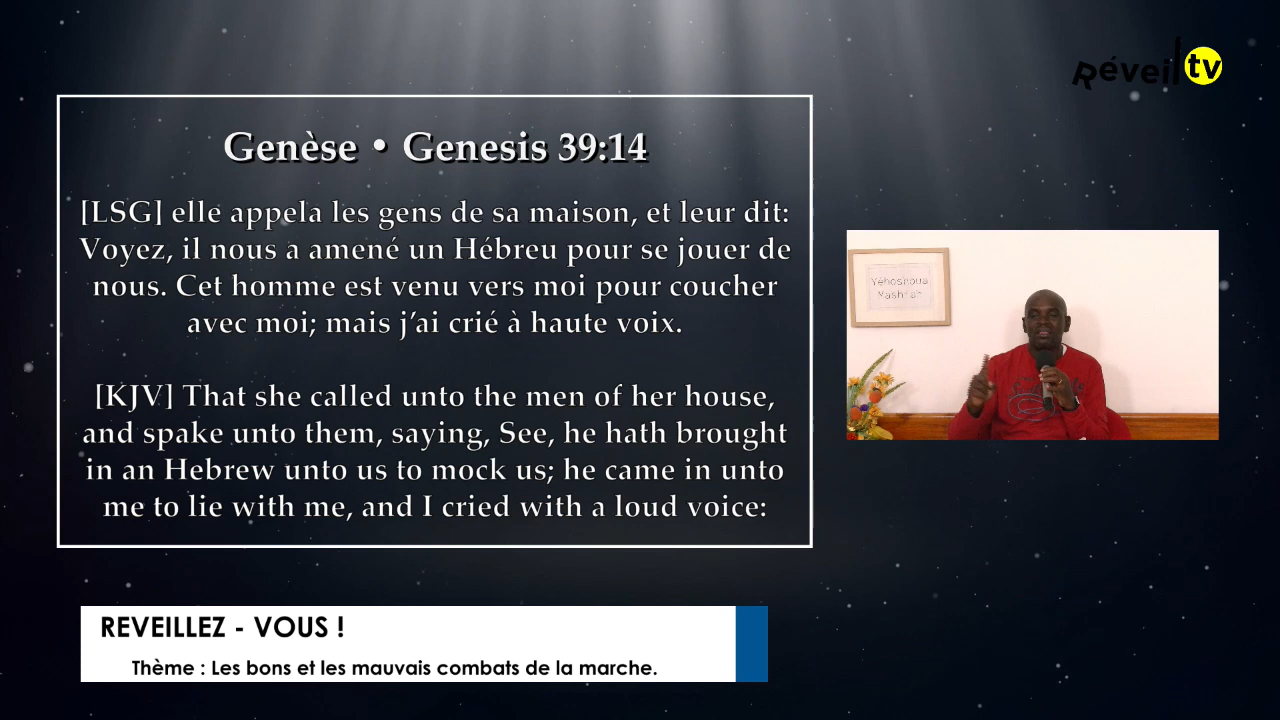 Réveil tv
Genèse • Genesis 39:14
[LSG] elle appela les gens de sa maison, et leur dit:
Voyez, il nous a amené un Hébreu pour se jouer de
nous. Cet homme est venu vers moi pour coucher
avec moi; mais j'ai crié à haute voix.
[KJV] That she called unto the men of her house,
and spake unto them, saying, See, he hath brought
in an Hebrew unto us to mock us; he came in unto
me to lie with me, and I cried with a loud voice:
Yehoshoua
Mashiah
REVEILLEZ - VOUS !
Thème : Les bons et les mauvais combats de la marche.